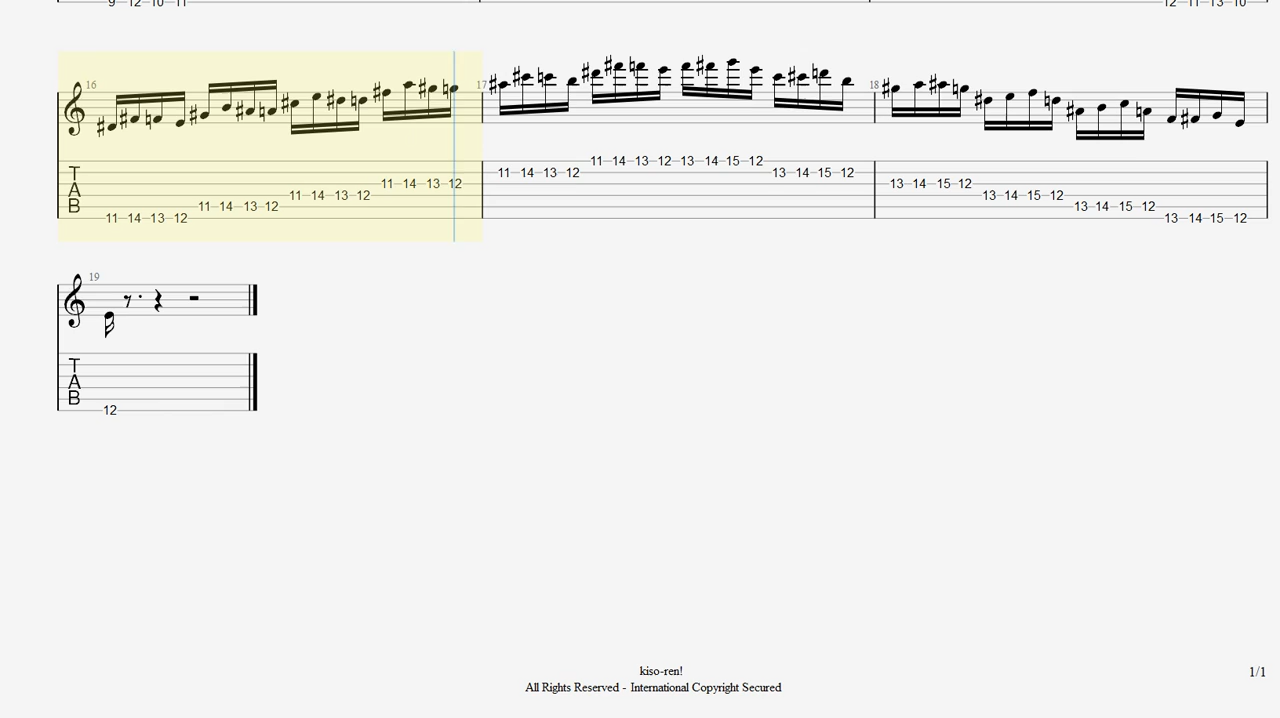 9 12 10 11 12 11 13 10
16 17 18
11 14 13 12 13 14 15 12
11 14 13 12 13 14 15 12
T 11 14 13 12 13 14 15 12
A 11 14 13 12 13 14 15 12
B 11 14 13 12 13 14 15 12
11 14 13 12 13 14 15 12
19
T
A
B
12
kiso-ren!
1/1
All Rights Reserved - International Copyright Secured